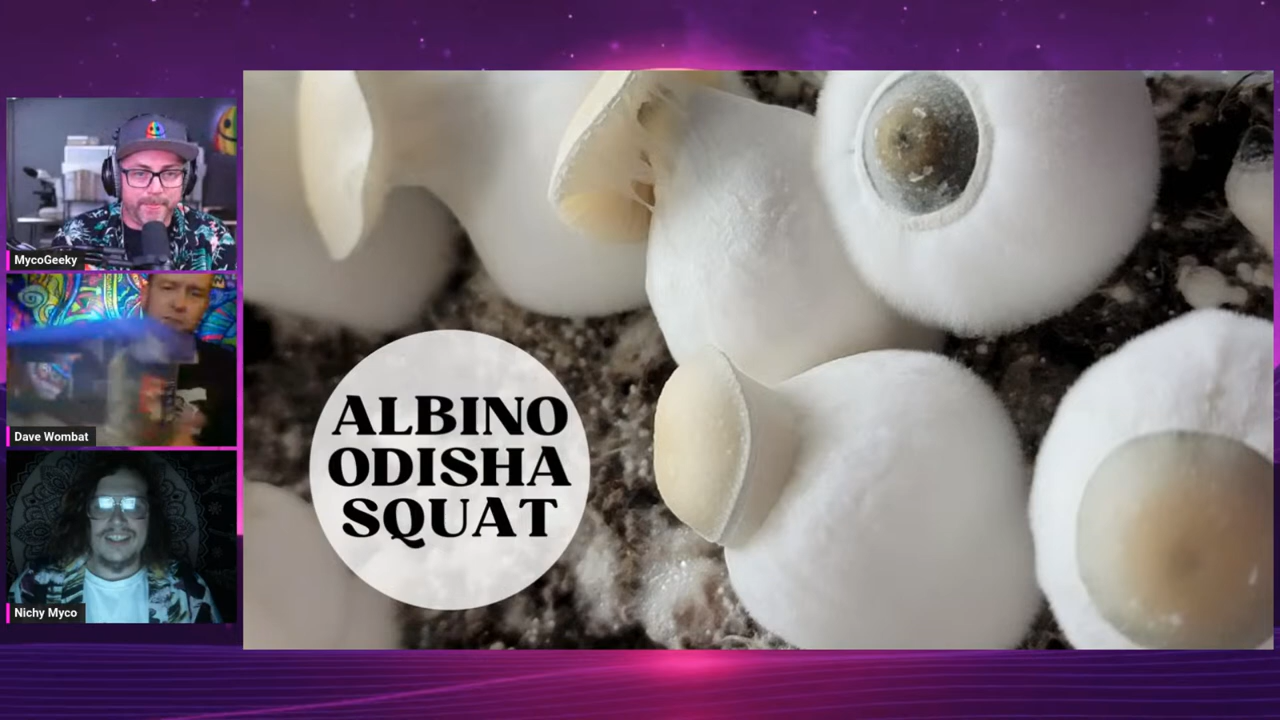 MycoGeeky
Dave Wombat
Nichy Myco
ALBINO
ODISHA
SQUAT